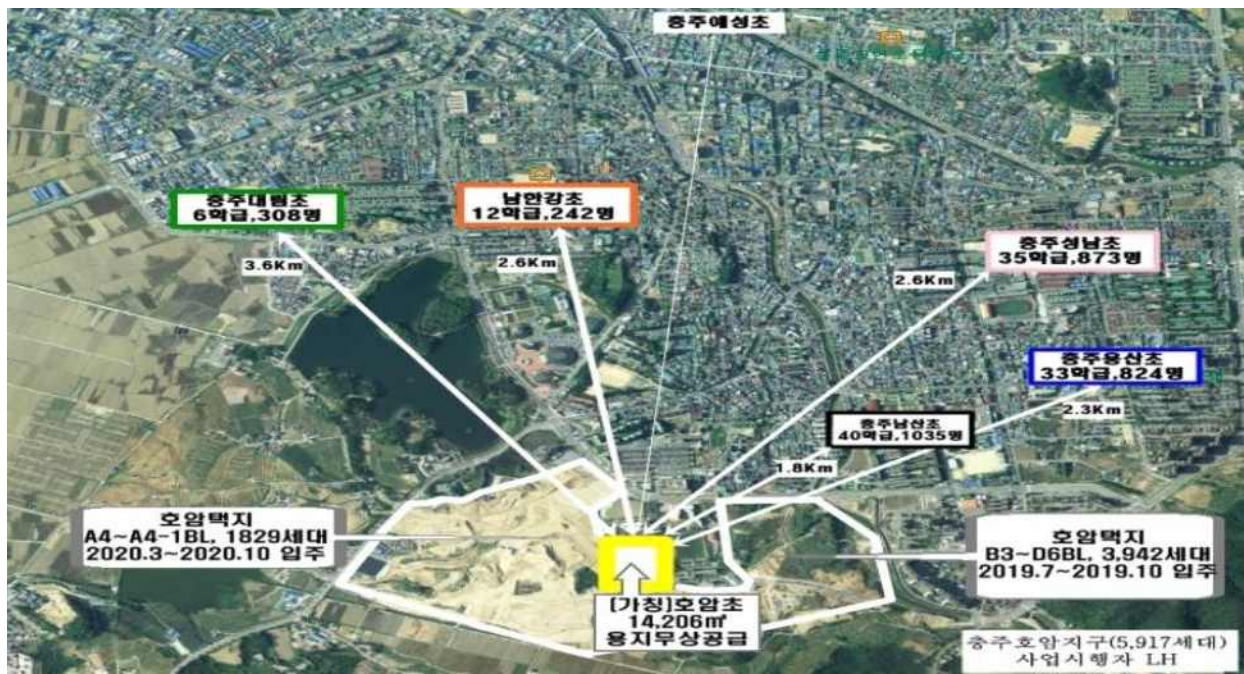 충주예성초
충주대림초
6학급,308명
남한강초
12학급,242명
충주성남초
35학급,873명
3.6Km
2.6Km
2.6Km
충주용산초
33학급,824명
2.3Km
충주남산초
40학급,1035명
1.8Km
호암택지
A4~A4-1BL, 1829세대
2020.3~2020.10 입주
호암택지
B3~D6BL, 3,942세대
2019.7~2019.10 입주
[가칭]호암초
14,206㎡
용지무상공급
충주호암지구(5,917세대)
사업시행자 LH